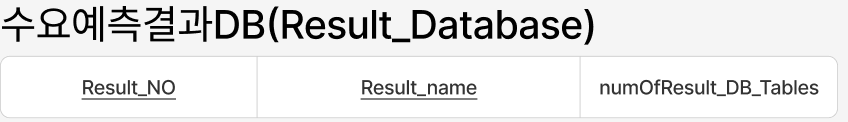 수요예측결과DB(Result_Database)
Result_NO Result_name numOfResult_DB_Tables